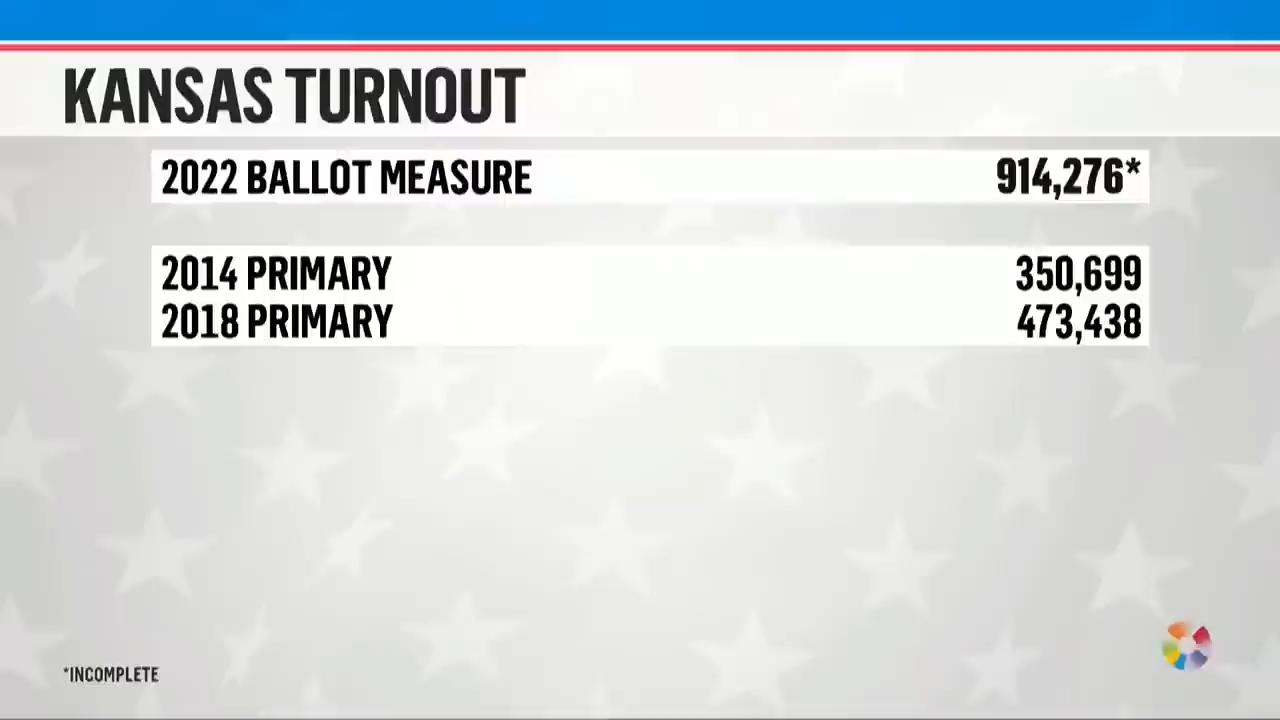 KANSAS TURNOUT
2022 BALLOT MEASURE 914,276*
2014 PRIMARY 350,699
2018 PRIMARY 473,438
*INCOMPLETE